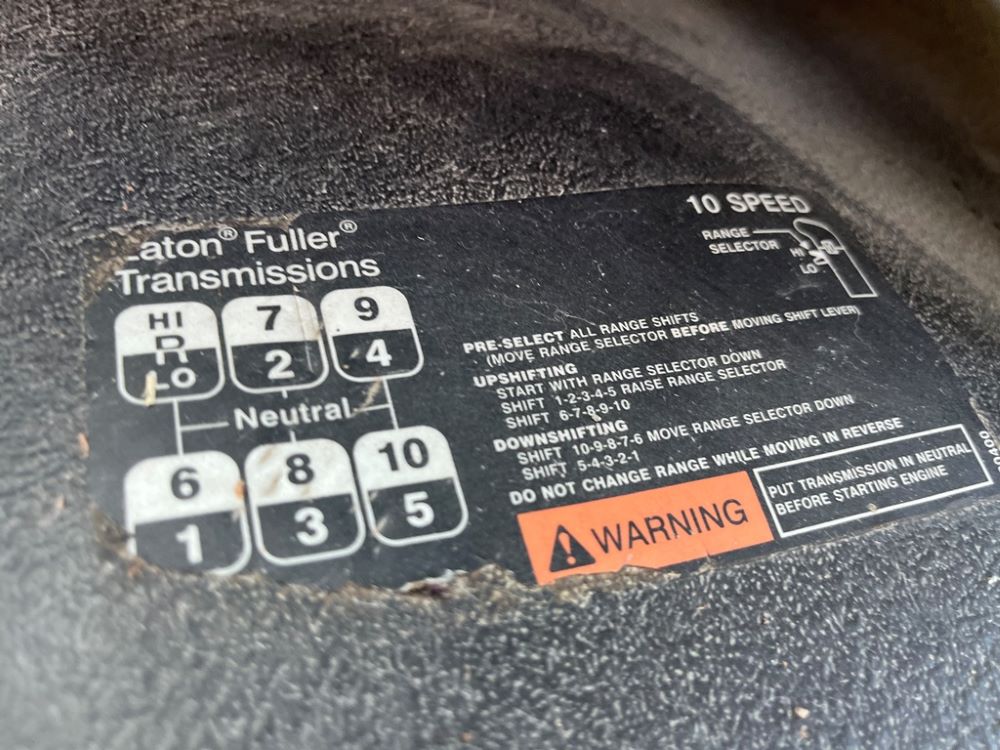 aton® Fuller®
Transmissions
10 SPEED
RANGE
SELECTOR
HI
LO
HI
R
LO
7
2
9
4
Neutral
6
1
8
3
10
5
PRE-SELECT ALL RANGE SHIFTS
(MOVE RANGE SELECTOR BEFORE MOVING SHIFT LEVER)
UPSHIFTING
START WITH RANGE SELECTOR DOWN
SHIFT 1-2-3-4-5 RAISE RANGE SELECTOR
SHIFT 6-7-8-9-10
DOWNSHIFTING
SHIFT 10-9-8-7-6 MOVE RANGE SELECTOR DOWN
SHIFT 5-4-3-2-1
DO NOT CHANGE RANGE WHILE MOVING IN REVERSE
WARNING
PUT TRANSMISSION IN NEUTRAL
BEFORE STARTING ENGINE